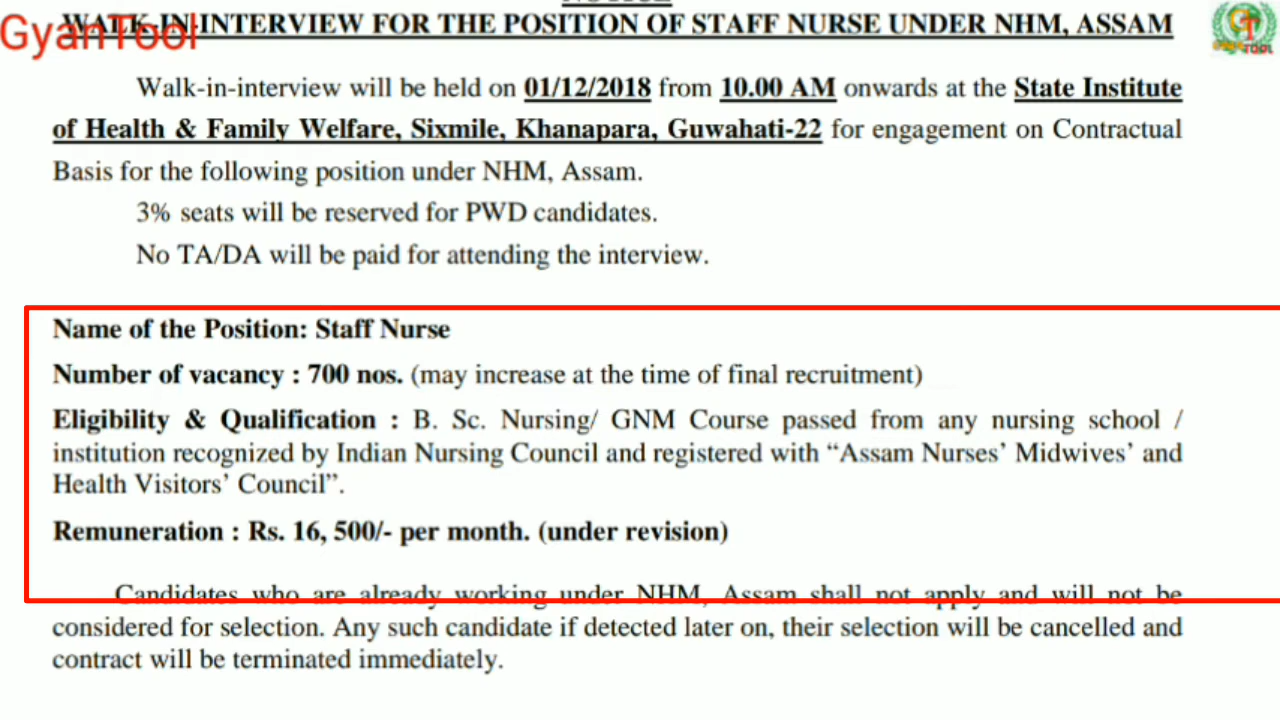 NOTICE
WALK-IN-INTERVIEW FOR THE POSITION OF STAFF NURSE UNDER NHM, ASSAM
GyanTool
Walk-in-interview will be held on 01/12/2018 from 10.00 AM onwards at the State Institute
of Health & Family Welfare, Sixmile, Khanapara, Guwahati-22 for engagement on Contractual
Basis for the following position under NHM, Assam.
3% seats will be reserved for PWD candidates.
No TA/DA will be paid for attending the interview.
Name of the Position: Staff Nurse
Number of vacancy : 700 nos. (may increase at the time of final recruitment)
Eligibility & Qualification : B. Sc. Nursing/ GNM Course passed from any nursing school /
institution recognized by Indian Nursing Council and registered with “Assam Nurses’ Midwives’ and
Health Visitors’ Council”.
Remuneration : Rs. 16, 500/- per month. (under revision)
Candidates who are already working under NHM, Assam shall not apply and will not be
considered for selection. Any such candidate if detected later on, their selection will be cancelled and
contract will be terminated immediately.